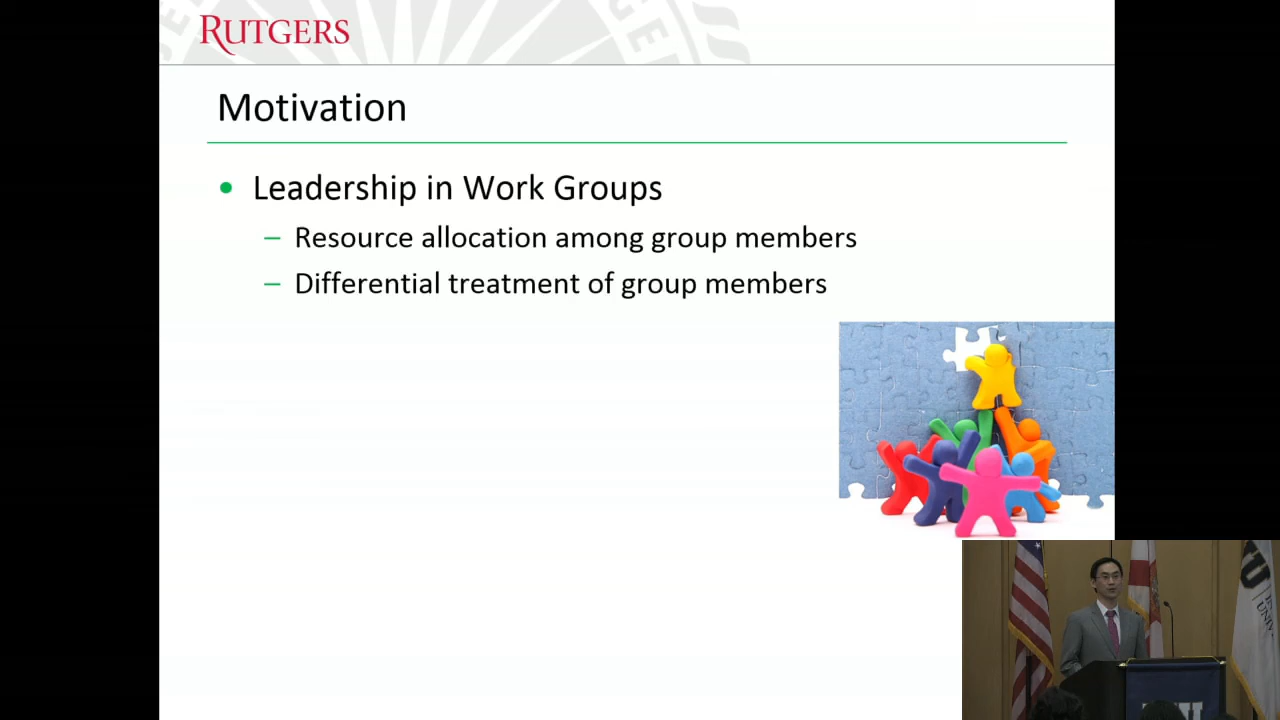 RUTGERS
Motivation
• Leadership in Work Groups
– Resource allocation among group members
– Differential treatment of group members